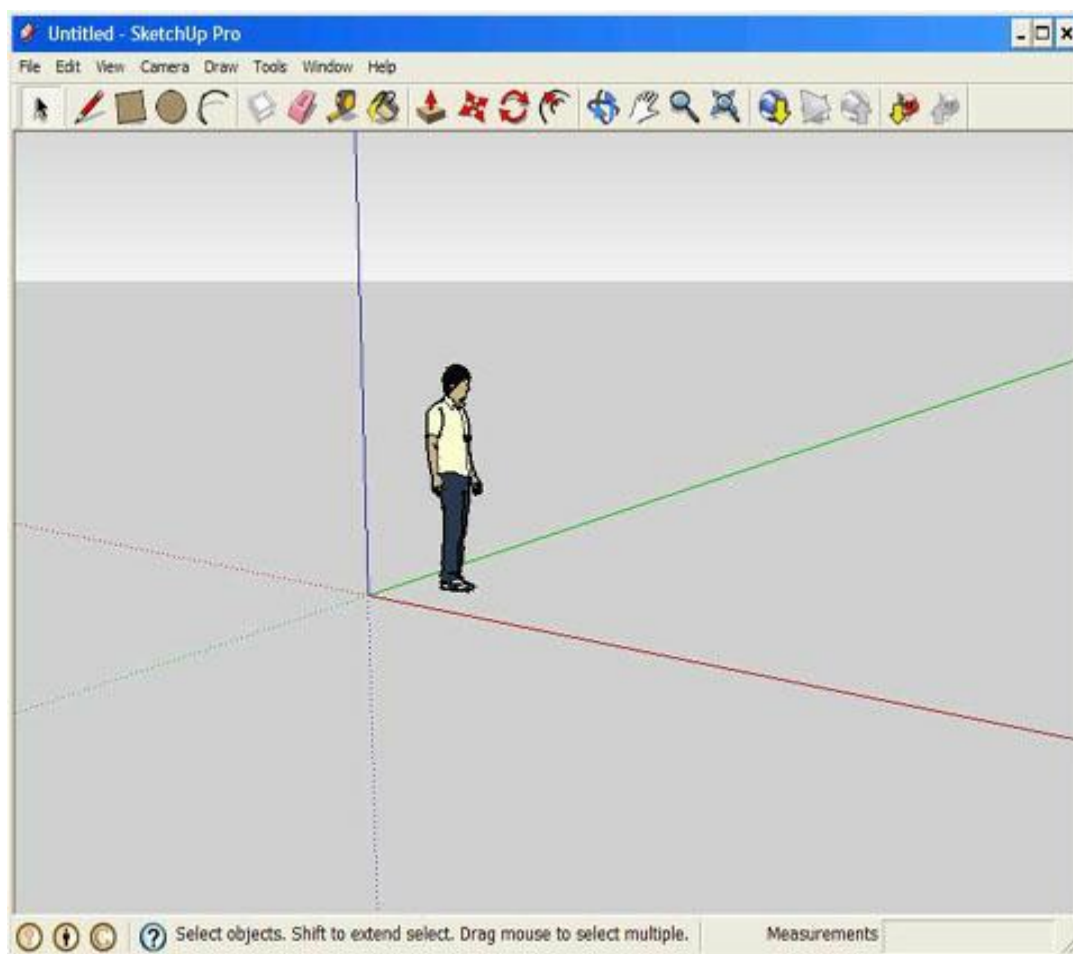 Untitled - SketchUp Pro
File Edit View Camera Draw Tools Window Help
Select objects. Shift to extend select. Drag mouse to select multiple. Measurements